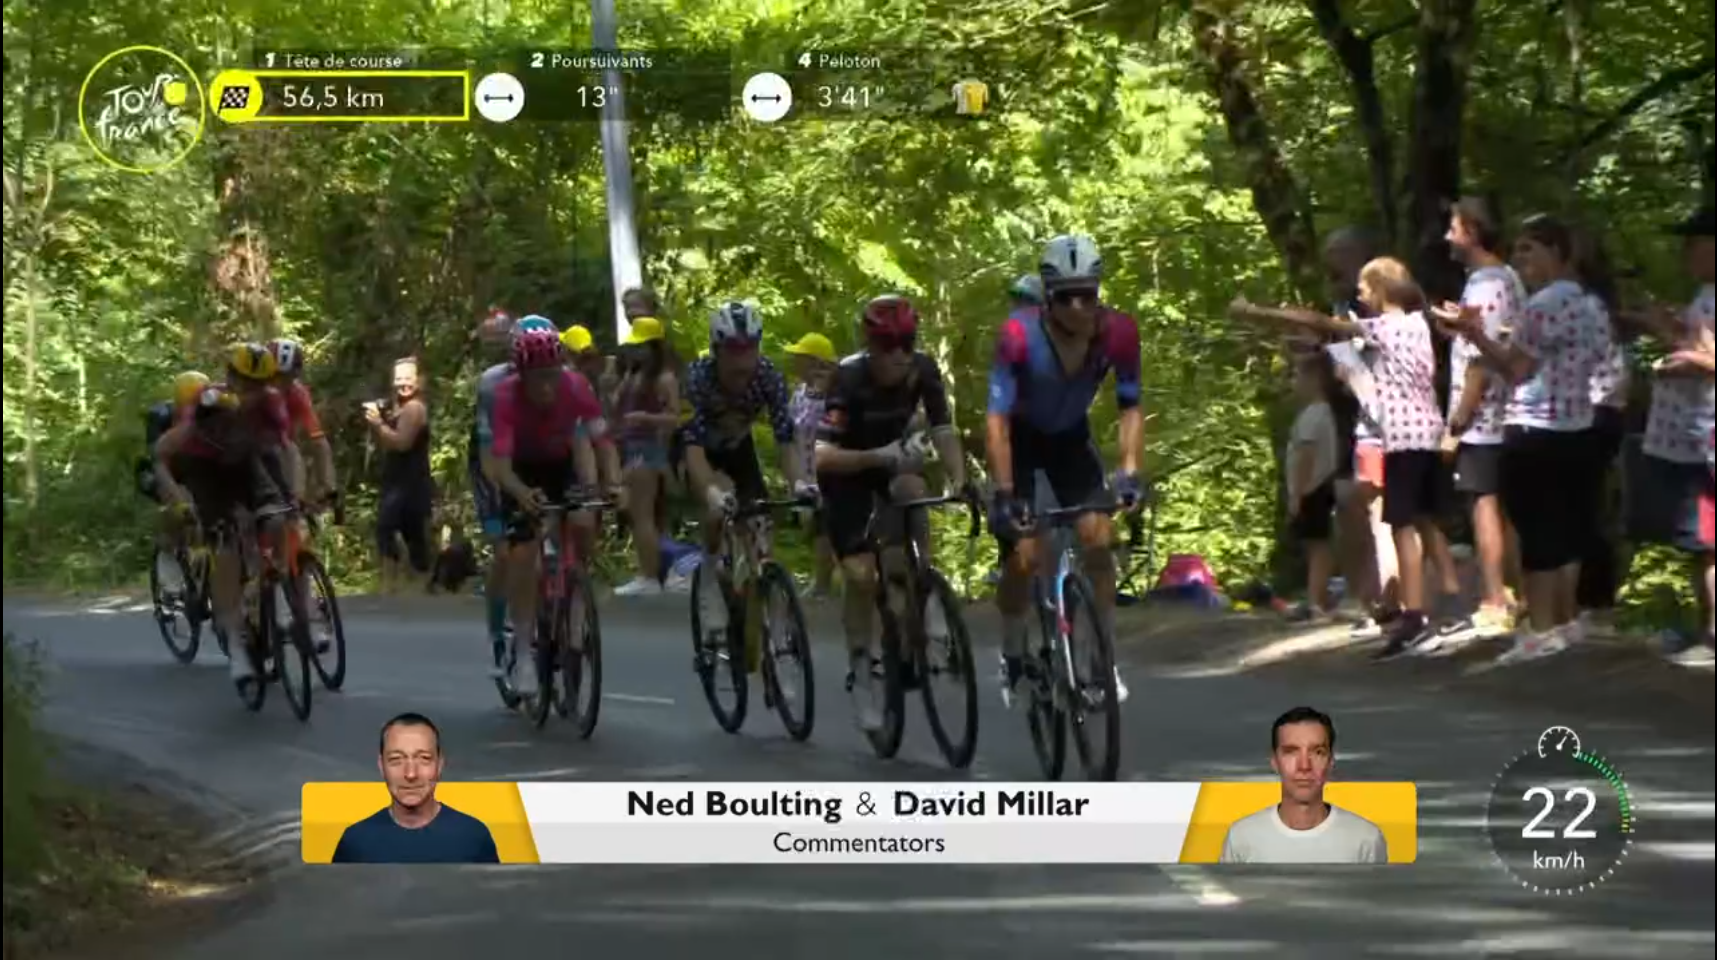 TOUR
de
france
1 Tête de course
56,5 km
2 Poursuivants
13"
4 Peloton
3'41"
Ned Boulting & David Millar
Commentators
22
km/h